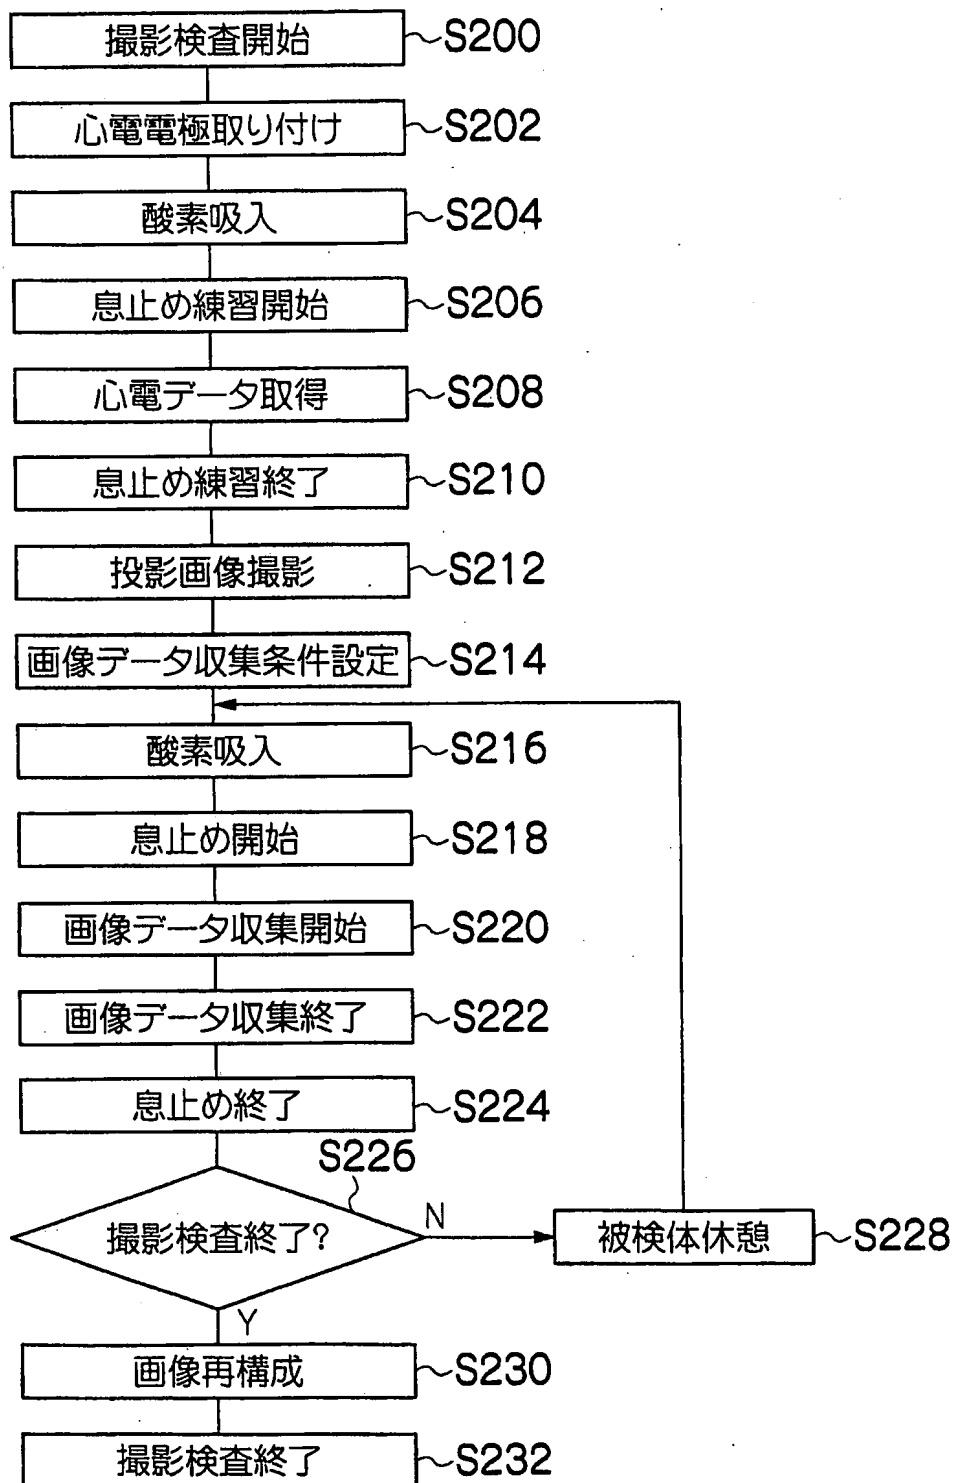 撮影検査開始 S200
心電電極取り付け S202
酸素吸入 S204
息止め練習開始 S206
心電データ取得 S208
息止め練習終了 S210
投影画像撮影 S212
画像データ収集条件設定 S214
酸素吸入 S216
息止め開始 S218
画像データ収集開始 S220
画像データ収集終了 S222
息止め終了 S224
S226
撮影検査終了? N 被検体休憩 S228
Y
画像再構成 S230
撮影検査終了 S232